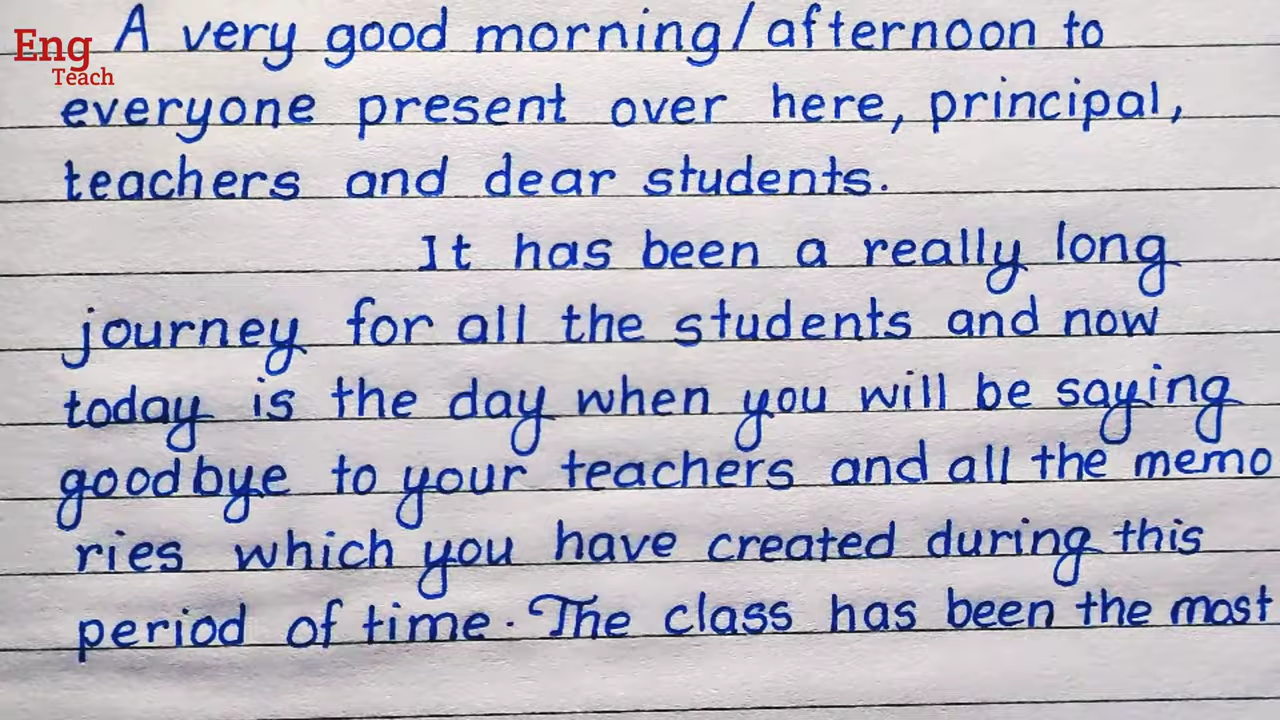 Eng
Teach
A very good morning/afternoon to
everyone present over here, principal,
teachers and dear students.
It has been a really long
journey for all the students and now
today is the day when you will be saying
goodbye to your teachers and all the memo
ries which you have created during this
period of time. The class has been the most